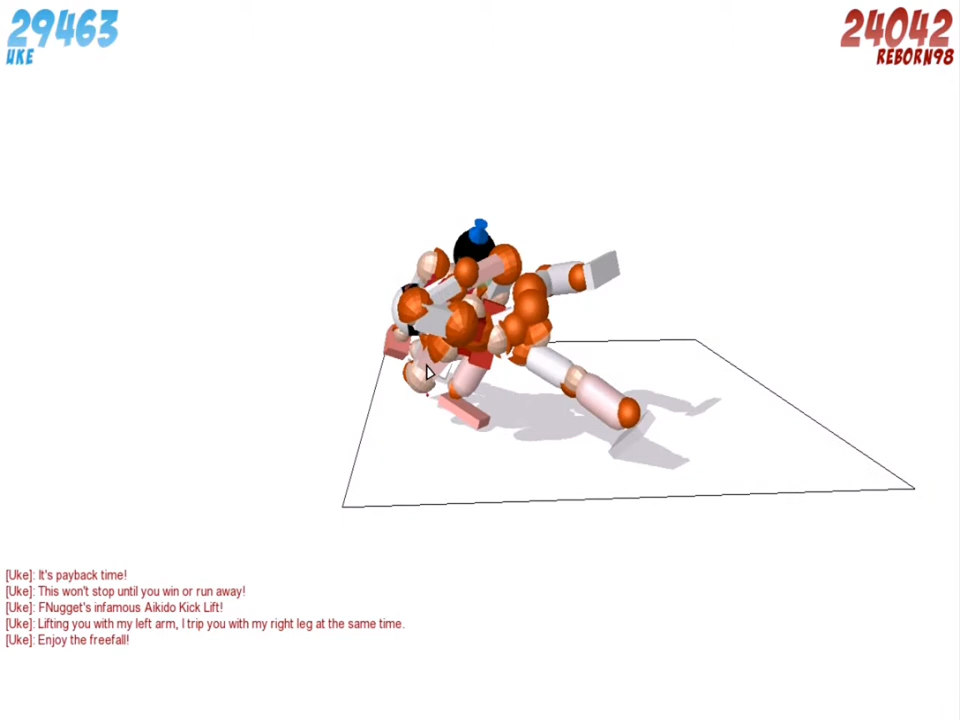 29463
UKE
24042
REBORN98
[Uke]: It's payback time!
[Uke]: This won't stop until you win or run away!
[Uke]: FNugget's infamous Aikido Kick Lift!
[Uke]: Lifting you with my left arm, I trip you with my right leg at the same time.
[Uke]: Enjoy the freefall!